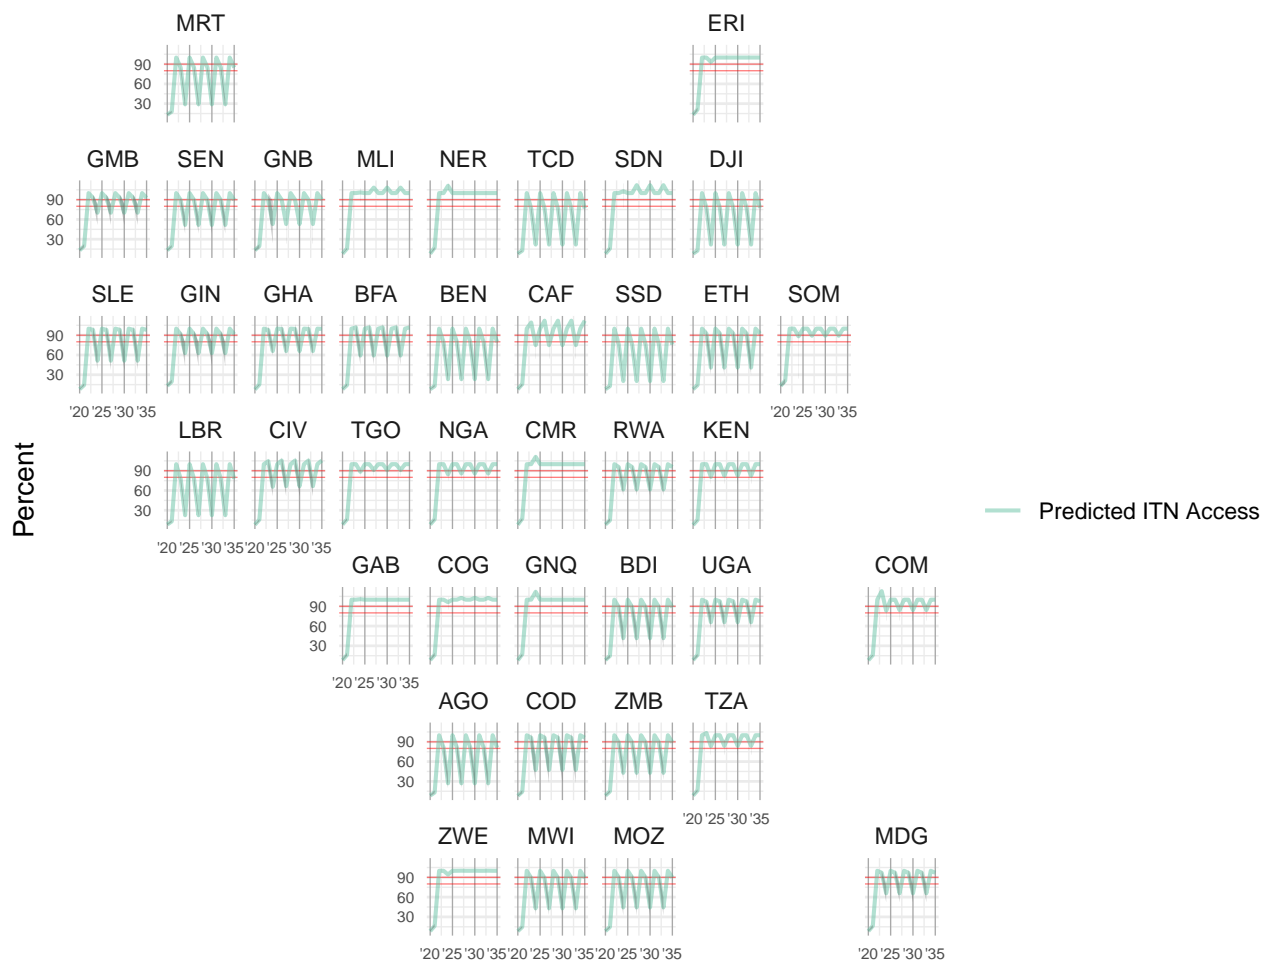 MRT ERI
90
60
30
GMB SEN GNB MLI NER TCD SDN DJI
90
60
30
SLE GIN GHA BFA BEN CAF SSD ETH SOM
90
60
30
'20 '25 '30 '35
LBR CIV TGO NGA CMR RWA KEN
90
60
30
'20 '25 '30 '35 '20 '25 '30 '35
GAB COG GNQ BDI UGA COM
90
60
30
'20 '25 '30 '35
AGO COD ZMB TZA
90
60
30
'20 '25 '30 '35
ZWE MWI MOZ MDG
90
60
30
'20 '25 '30 '35 '20 '25 '30 '35 '20 '25 '30 '35 '20 '25 '30 '35
Percent
Predicted ITN Access